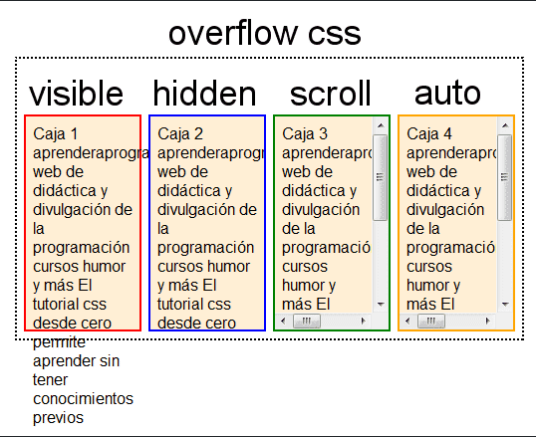 overflow css
visible hidden scroll auto
Caja 1
aprenderaprogra
web de
didáctica y
divulgación de
la
programación
cursos humor
y más El
tutorial css
desde cero
permite
aprender sin
tener
conocimientos
previos
Caja 2
aprenderaprogr
web de
didáctica y
divulgación de
la
programación
cursos humor
y más El
tutorial css
desde cero
Caja 3
aprenderapro
web de
didáctica y
divulgación
de la
programació
cursos
humor y
más El
Caja 4
aprenderapro
web de
didáctica y
divulgación
de la
programació
cursos
humor y
más El